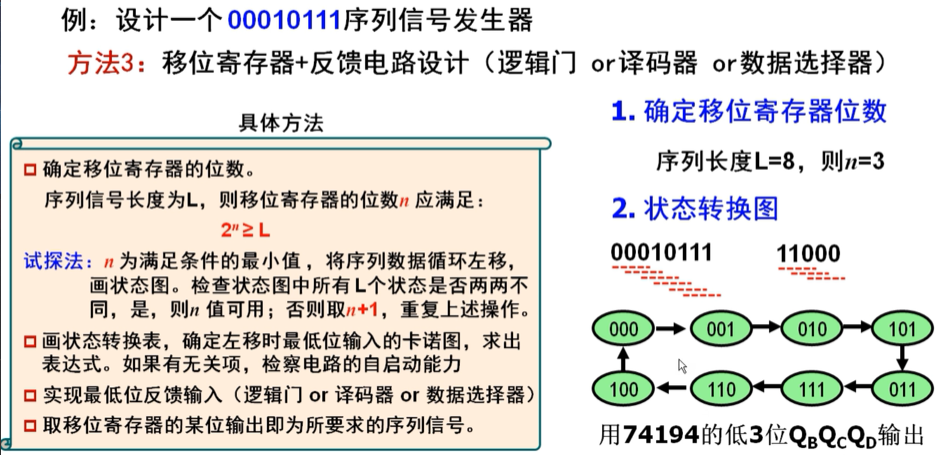 例：设计一个00010111序列信号发生器
方法3：移位寄存器+反馈电路设计（逻辑门 or译码器 or数据选择器）
具体方法
确定移位寄存器的位数。
序列信号长度为L，则移位寄存器的位数n 应满足：
2ⁿ ≥ L
试探法：n 为满足条件的最小值，将序列数据循环左移，
画状态图。检查状态图中所有L个状态是否两两不
同，是，则n 值可用；否则取n+1，重复上述操作。
画状态转换表，确定左移时最低位输入的卡诺图，求出
表达式。如果有无关项，检察电路的自启动能力
实现最低位反馈输入（逻辑门 or 译码器 or 数据选择器）
取移位寄存器的某位输出即为所要求的序列信号。
1. 确定移位寄存器位数
序列长度L=8，则n=3
2. 状态转换图
00010111 11000
000 001 010 101
100 110 111 011
用74194的低3位QBQCQD输出